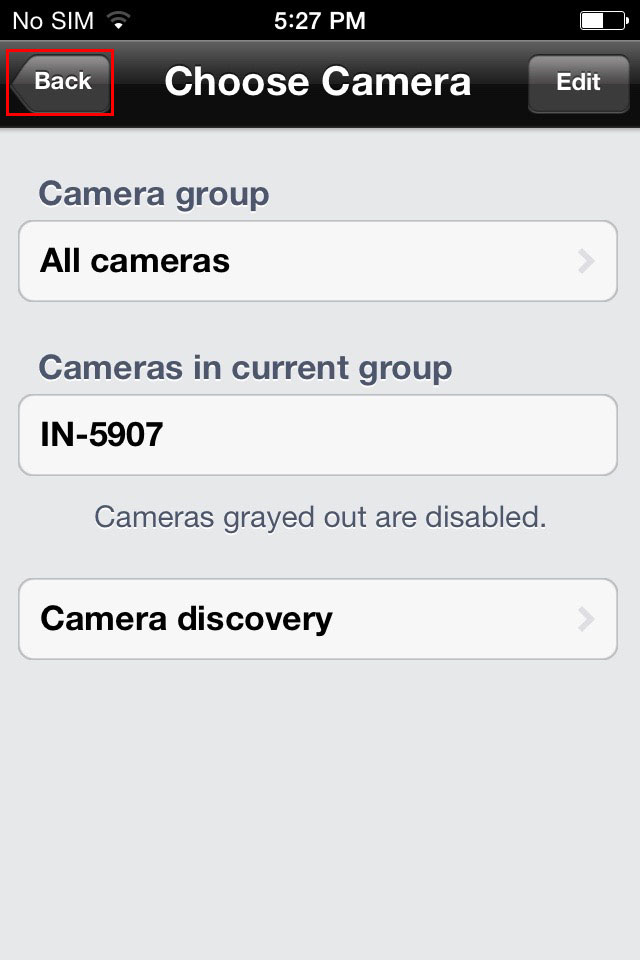 No SIM 5:27 PM
Back Choose Camera Edit
Camera group
All cameras
Cameras in current group
IN-5907
Cameras grayed out are disabled.
Camera discovery